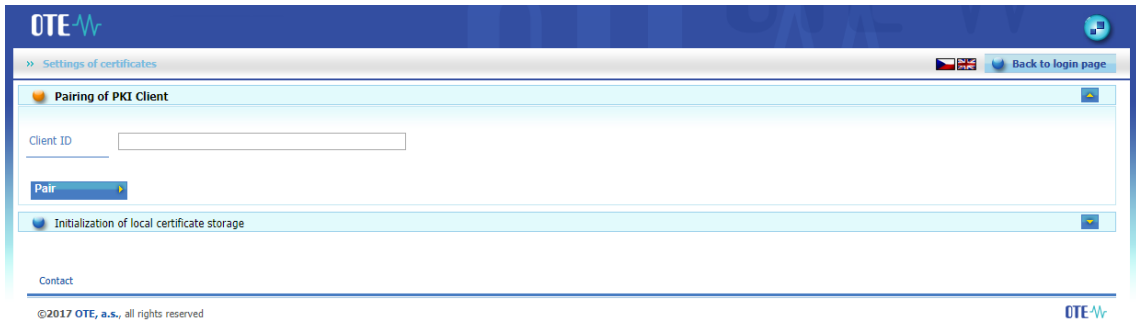 OTE
» Settings of certificates
Back to login page
Pairing of PKI Client
Client ID
Pair
Initialization of local certificate storage
Contact
©2017 OTE, a.s., all rights reserved
OTE